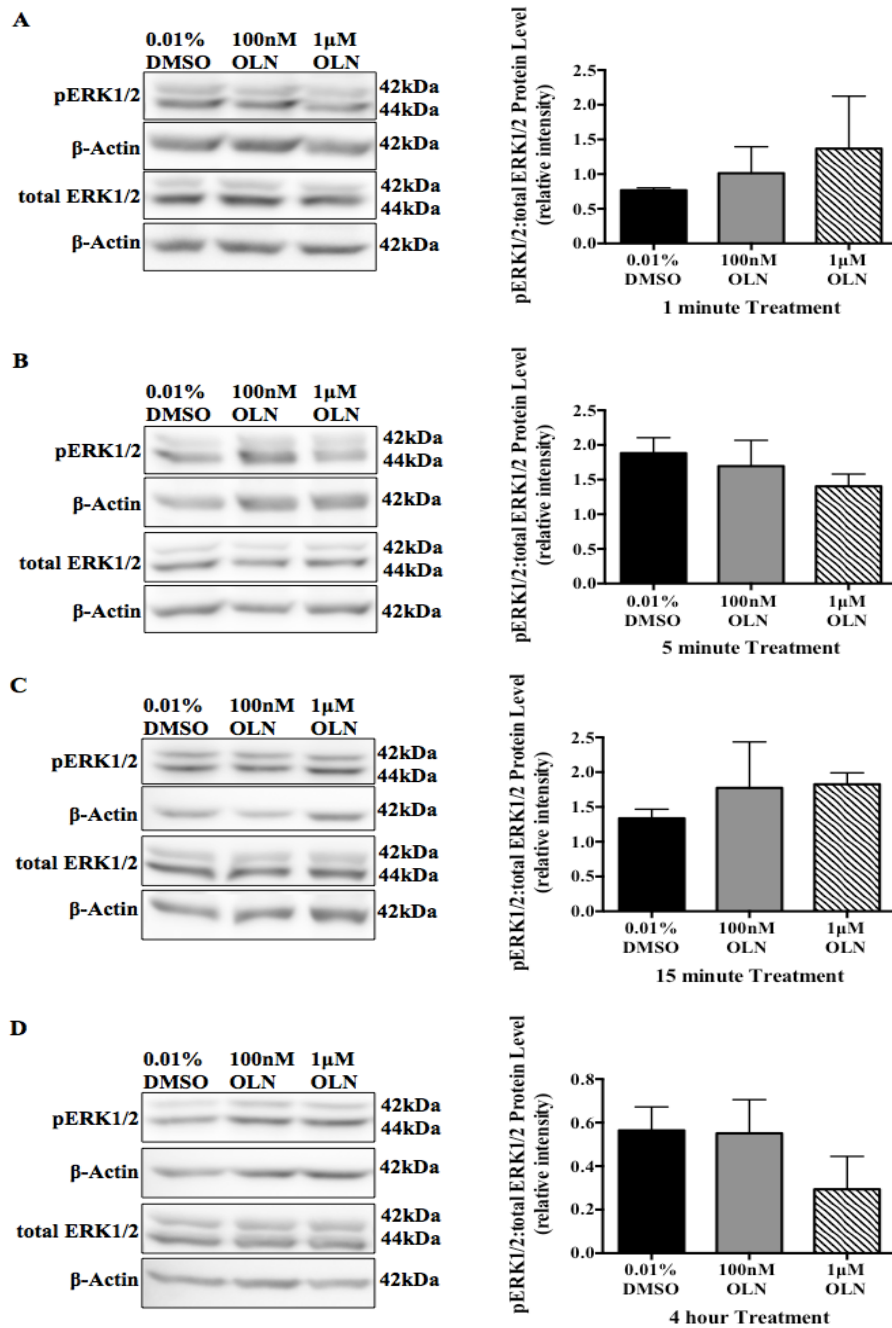 A
0.01% 100nM 1μM
DMSO OLN OLN
pERK1/2
42kDa
44kDa
β-Actin
42kDa
total ERK1/2
42kDa
44kDa
β-Actin
42kDa
pERK1/2:total ERK1/2 Protein Level
(relative intensity)
2.5
2.0
1.5
1.0
0.5
0.0
0.01% 100nM 1μM
DMSO OLN OLN
1 minute Treatment
B
0.01% 100nM 1μM
DMSO OLN OLN
pERK1/2
42kDa
44kDa
β-Actin
42kDa
total ERK1/2
42kDa
44kDa
β-Actin
42kDa
pERK1/2:total ERK1/2 Protein Level
(relative intensity)
2.5
2.0
1.5
1.0
0.5
0.0
0.01% 100nM 1μM
DMSO OLN OLN
5 minute Treatment
C
0.01% 100nM 1μM
DMSO OLN OLN
pERK1/2
42kDa
44kDa
β-Actin
42kDa
total ERK1/2
42kDa
44kDa
β-Actin
42kDa
pERK1/2:total ERK1/2 Protein Level
(relative intensity)
2.5
2.0
1.5
1.0
0.5
0.0
0.01% 100nM 1μM
DMSO OLN OLN
15 minute Treatment
D
0.01% 100nM 1μM
DMSO OLN OLN
pERK1/2
42kDa
44kDa
β-Actin
42kDa
total ERK1/2
42kDa
44kDa
β-Actin
42kDa
pERK1/2:total ERK1/2 Protein Level
(relative intensity)
0.8
0.6
0.4
0.2
0.0
0.01% 100nM 1μM
DMSO OLN OLN
4 hour Treatment